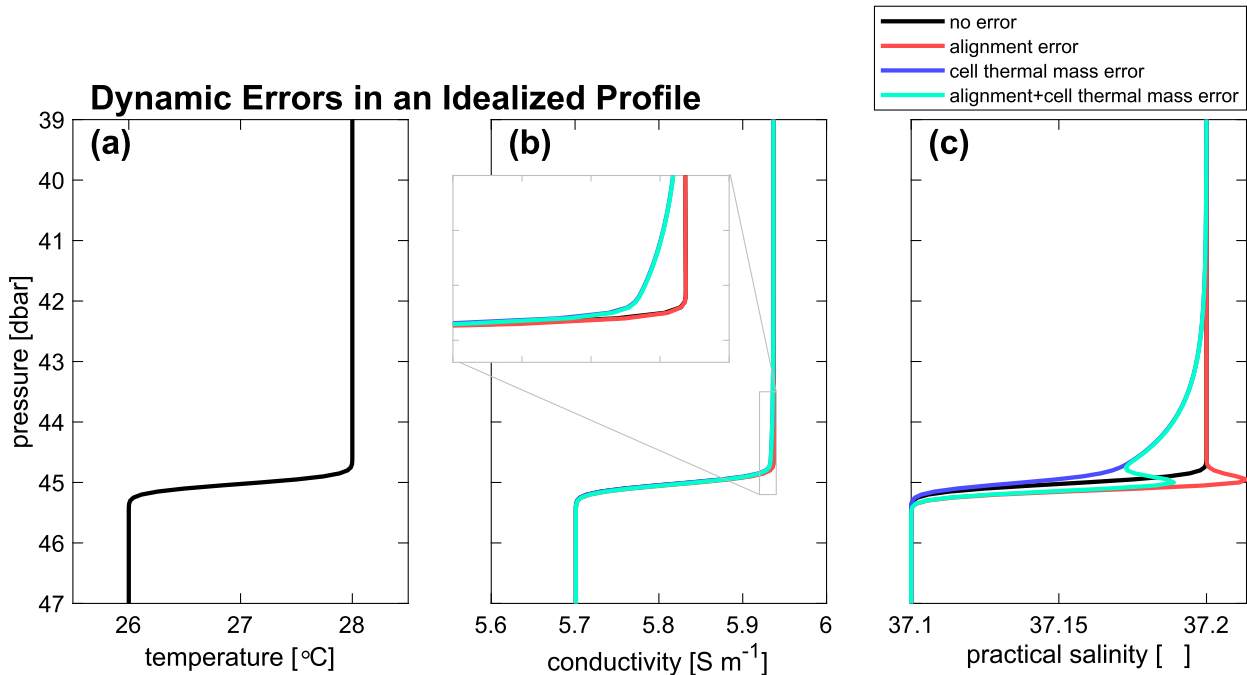 no error
alignment error
cell thermal mass error
alignment+cell thermal mass error
Dynamic Errors in an Idealized Profile
(a)
39
40
41
42
43
44
45
46
47
pressure [dbar]
26
27
28
temperature [°C]
(b)
5.6
5.7
5.8
5.9
6
conductivity [S m⁻¹]
(c)
37.1
37.15
37.2
practical salinity [ ]